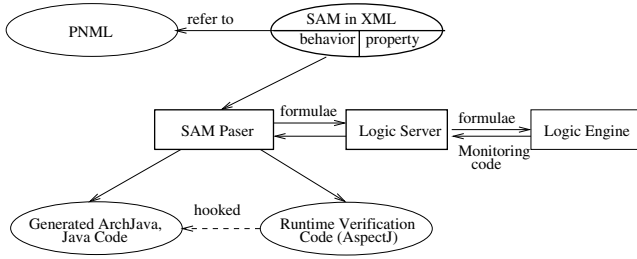 SAM in XML
PNML
refer to
behavior
property
formulae
formulae
SAM Paser
Logic Server
Logic Engine
Monitoring
code
hooked
Generated ArchJava,
Java Code
Runtime Verification
Code (AspectJ)